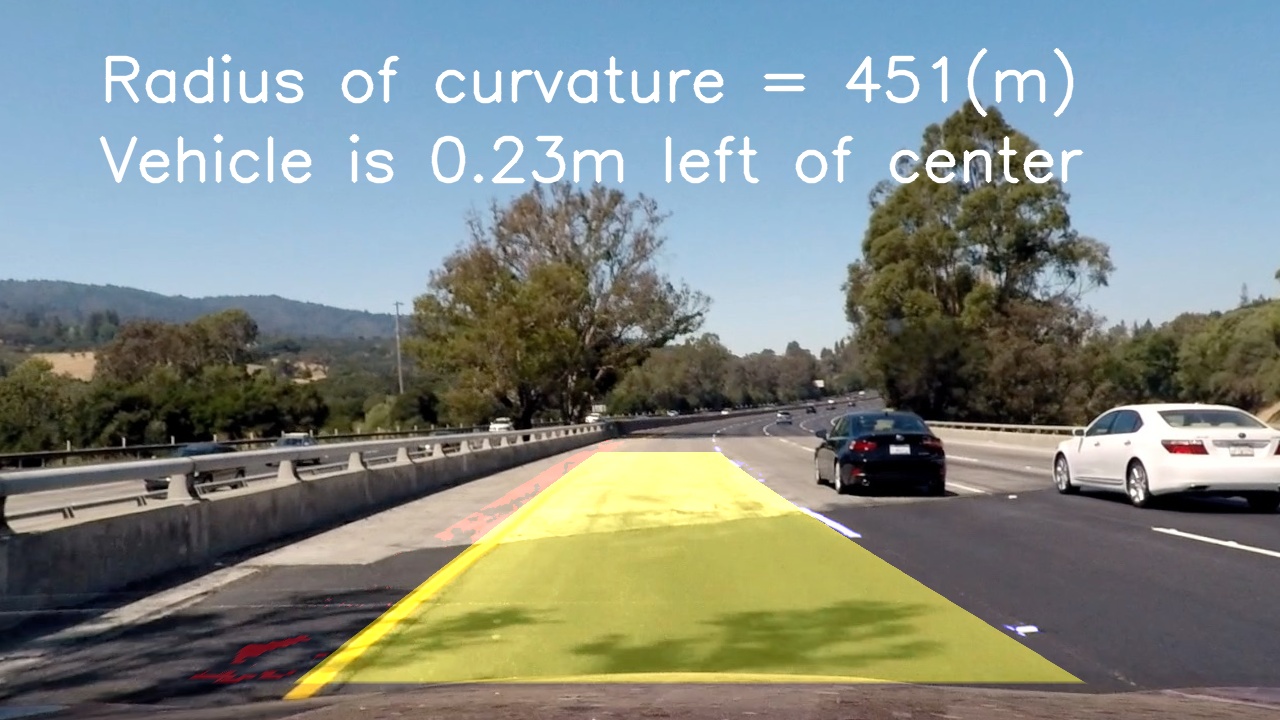 Radius of curvature = 451(m)
Vehicle is 0.23m left of center